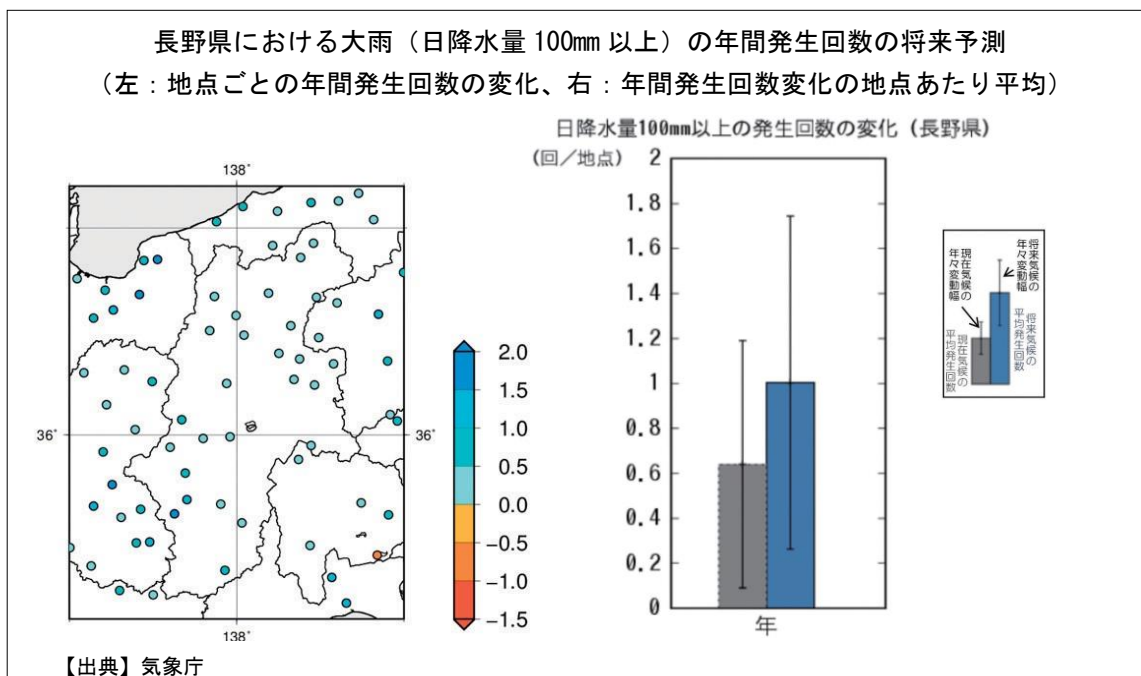 長野県における大雨（日降水量 100mm 以上）の年間発生回数の将来予測
（左：地点ごとの年間発生回数の変化、右：年間発生回数変化の地点あたり平均）
138°
36°
36°
138°
2.0
1.5
1.0
0.5
0.0
−0.5
−1.0
−1.5
日降水量100mm以上の発生回数の変化（長野県）
（回／地点）
2
1.8
1.6
1.4
1.2
1
0.8
0.6
0.4
0.2
0
年
将来気候の
年々変動幅
現在気候の
年々変動幅
将来気候の
平均発生回数
現在気候の
平均発生回数
【出典】気象庁